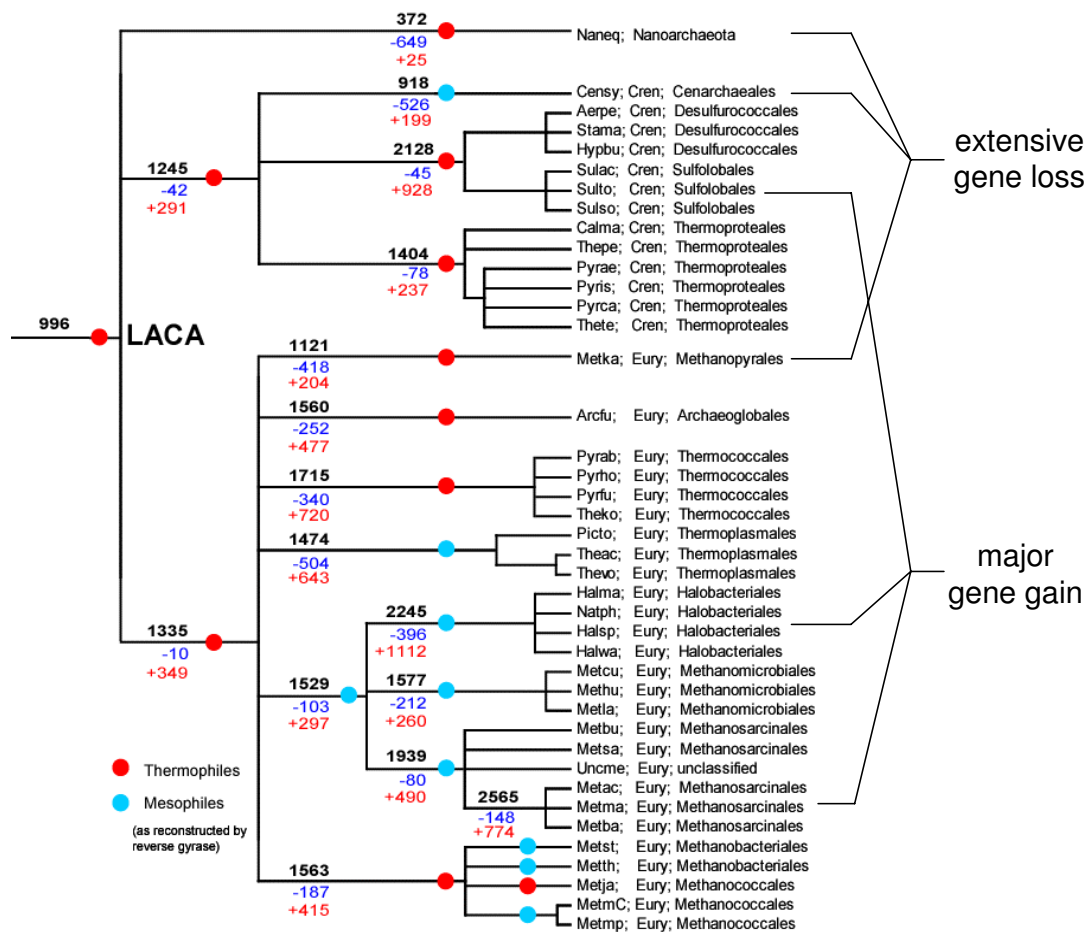 372
-649
+25
Naneq; Nanoarchaeota
918
-526
+199
Censy; Cren; Cenarchaeales
Aerpe; Cren; Desulfurococcales
Stama; Cren; Desulfurococcales
Hypbu; Cren; Desulfurococcales
2128
-45
+928
Sulac; Cren; Sulfolobales
Sulto; Cren; Sulfolobales
Sulso; Cren; Sulfolobales
extensive
gene loss
1245
-42
+291
Calma; Cren; Thermoproteales
Thepe; Cren; Thermoproteales
Pyrae; Cren; Thermoproteales
Pyris; Cren; Thermoproteales
Pyrca; Cren; Thermoproteales
Thete; Cren; Thermoproteales
1404
-78
+237
996
LACA
1121
-418
+204
Metka; Eury; Methanopyrales
1560
-252
+477
Arcfu; Eury; Archaeoglobales
1715
-340
+720
Pyrab; Eury; Thermococcales
Pyrho; Eury; Thermococcales
Pyrfu; Eury; Thermococcales
Theko; Eury; Thermococcales
1474
-504
+643
Picto; Eury; Thermoplasmales
Theac; Eury; Thermoplasmales
Thevo; Eury; Thermoplasmales
major
gene gain
1335
-10
+349
2245
-396
+1112
Halma; Eury; Halobacteriales
Natph; Eury; Halobacteriales
Halsp; Eury; Halobacteriales
Halwa; Eury; Halobacteriales
1529
-103
+297
1577
-212
+260
Metcu; Eury; Methanomicrobiales
Methu; Eury; Methanomicrobiales
Metla; Eury; Methanomicrobiales
1939
-80
+490
Metbu; Eury; Methanosarcinales
Metsa; Eury; Methanosarcinales
Uncme; Eury; unclassified
2565
-148
+774
Metac; Eury; Methanosarcinales
Metma; Eury; Methanosarcinales
Metba; Eury; Methanosarcinales
Thermophiles
Mesophiles
(as reconstructed by
reverse gyrase)
1563
-187
+415
Metst; Eury; Methanobacteriales
Metth; Eury; Methanobacteriales
Metja; Eury; Methanococcales
MetmC; Eury; Methanococcales
Metmp; Eury; Methanococcales